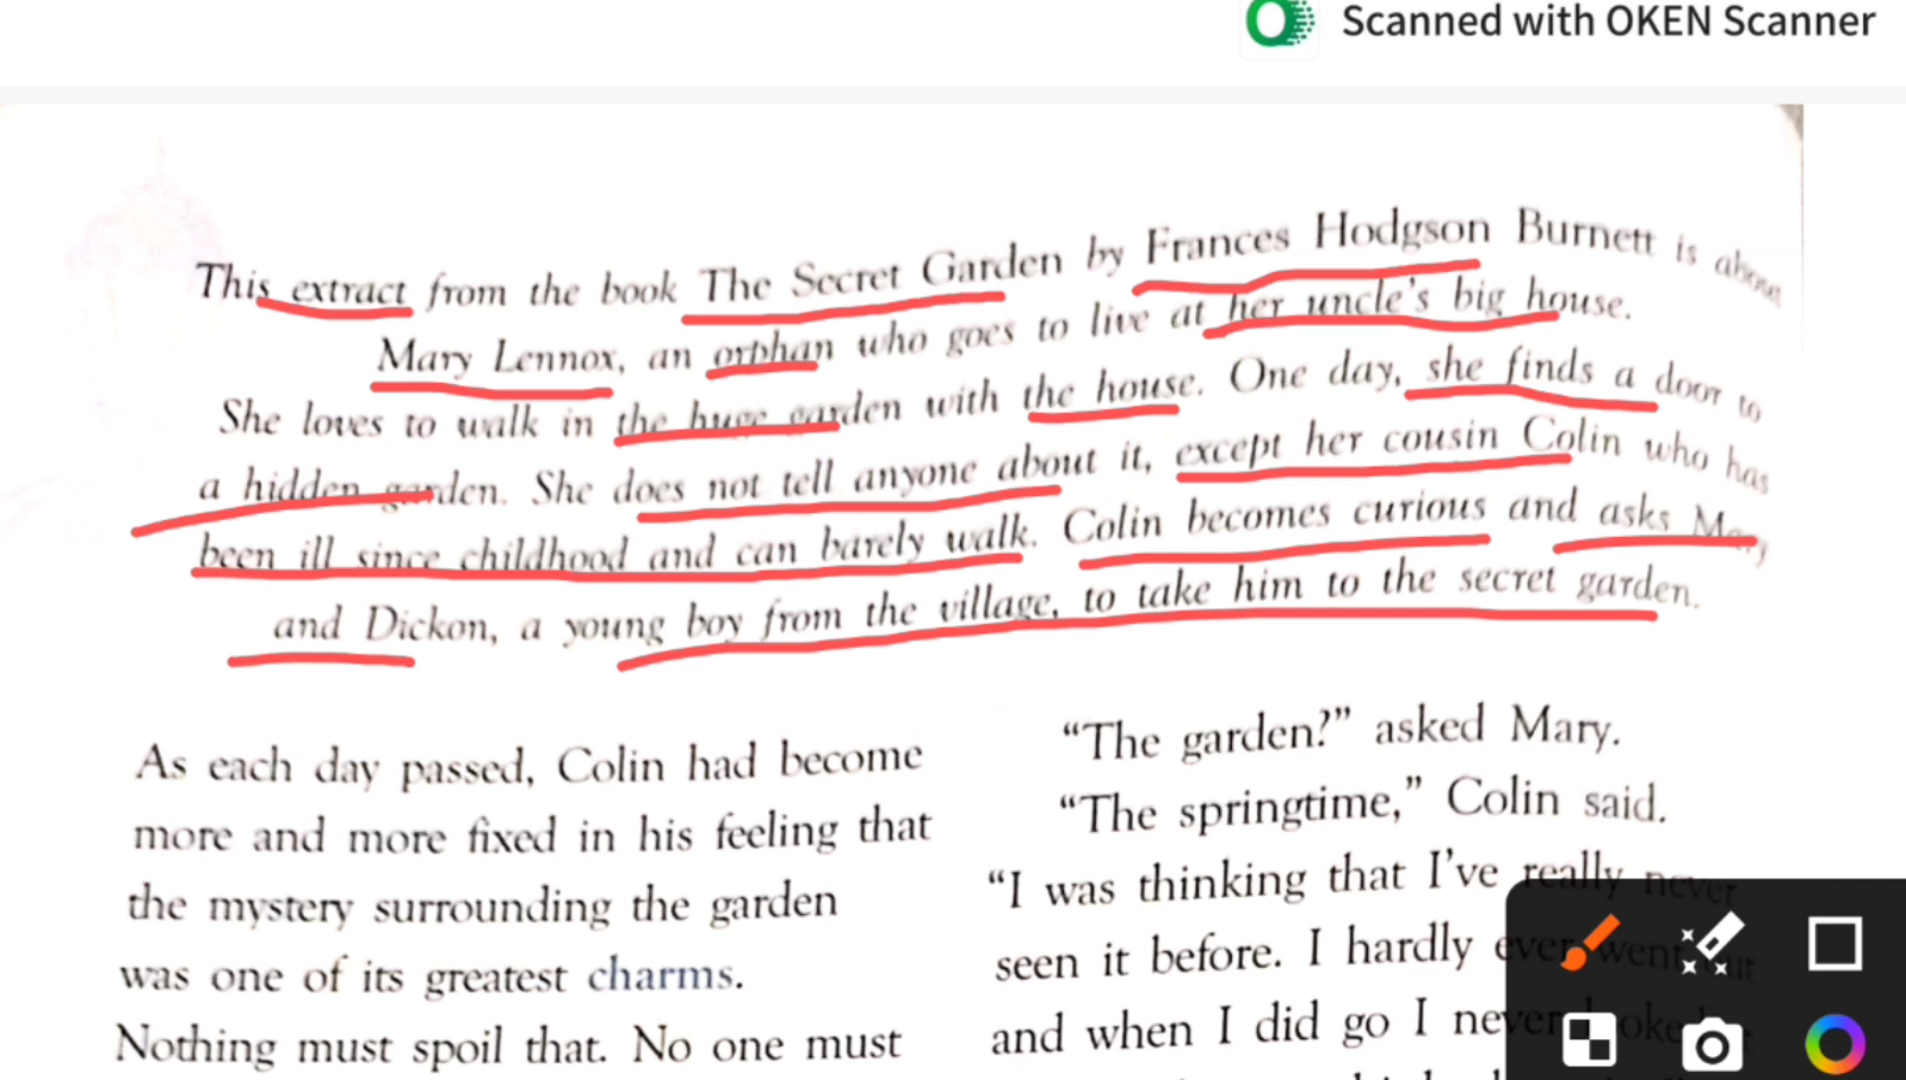 Scanned with OKEN Scanner
This extract from the book The Secret Garden by Frances Hodgson Burnett is about
Mary Lennox, an orphan who goes to live at her uncle's big house.
She loves to walk in the huge garden with the house. One day, she finds a door to
a hidden garden. She does not tell anyone about it, except her cousin Colin who has
been ill since childhood and can barely walk. Colin becomes curious and asks Mary
and Dickon, a young boy from the village, to take him to the secret garden.
As each day passed, Colin had become
more and more fixed in his feeling that
the mystery surrounding the garden
was one of its greatest charms.
Nothing must spoil that. No one must
“The garden?” asked Mary.
“The springtime,” Colin said.
“I was thinking that I've really never
seen it before. I hardly ever went out
and when I did go I never looked